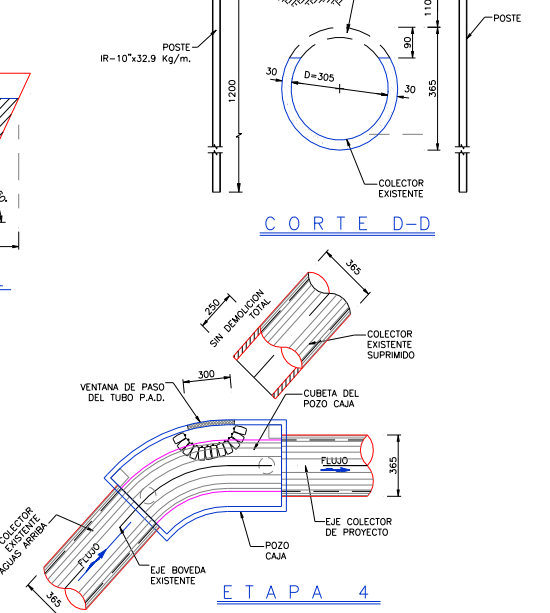 110
POSTE
POSTE
IR-10"x32.9 Kg/m.
90
30
D=305
30
365
1200
COLECTOR
EXISTENTE
CORTE D-D
365
250
SIN DEMOLICION
TOTAL
COLECTOR
EXISTENTE
SUPRIMIDO
300
VENTANA DE PASO
DEL TUBO P.A.D.
CUBETA DEL
POZO CAJA
FLUJO
365
COLECTOR
EXISTENTE
AGUAS ARRIBA
EJE COLECTOR
DE PROYECTO
FLUJO
POZO
CAJA
EJE BOVEDA
EXISTENTE
365
ETAPA 4